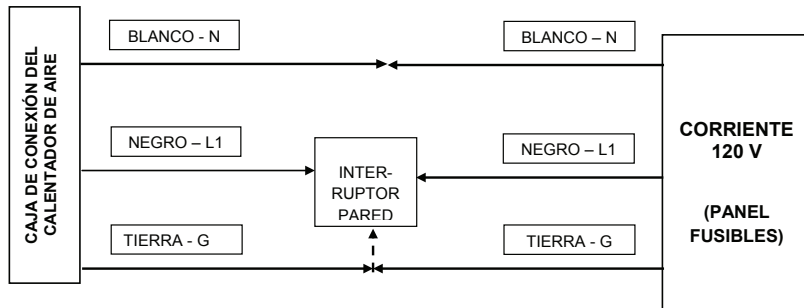 CAJA DE CONEXIÓN DEL
CALENTADOR DE AIRE
BLANCO - N
BLANCO – N
NEGRO – L1
NEGRO – L1
INTER-
RUPTOR
PARED
TIERRA - G
TIERRA - G
CORRIENTE
120 V
(PANEL
FUSIBLES)